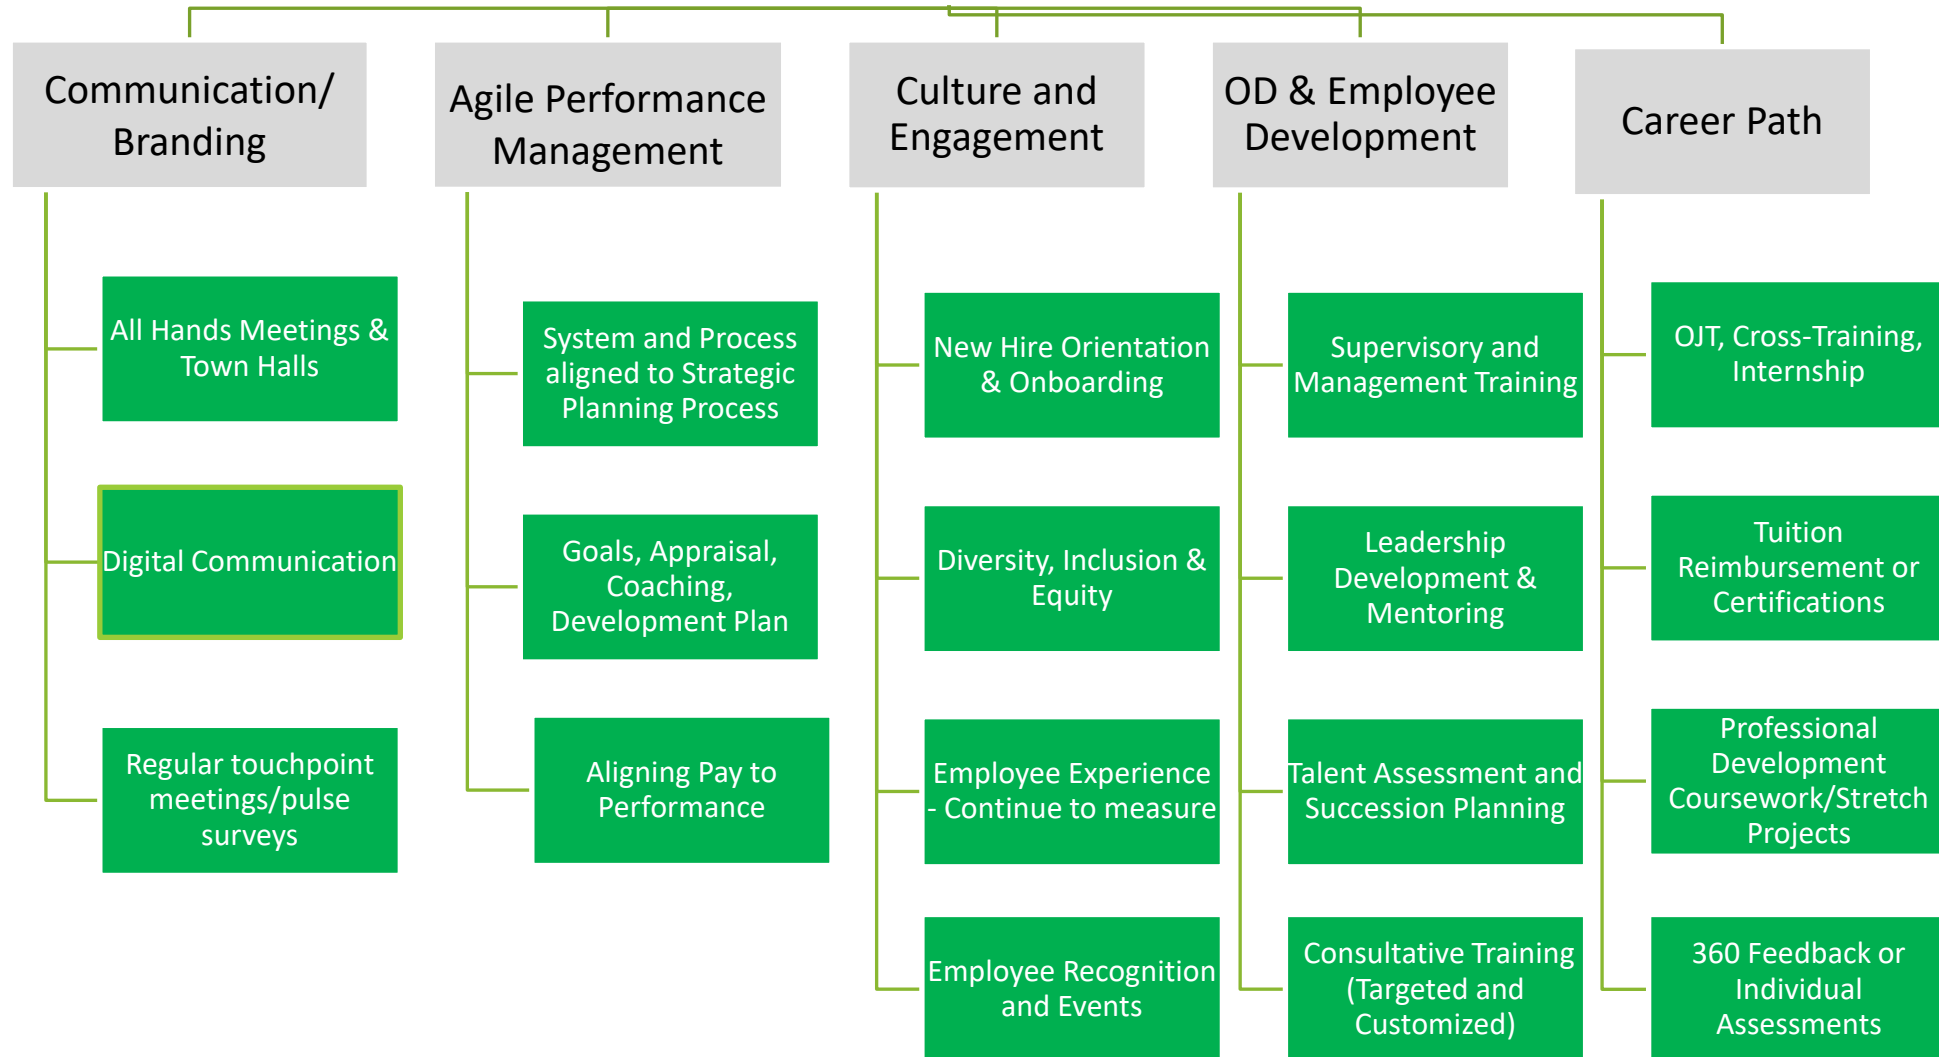 Communication/
Branding
Agile Performance
Management
Culture and
Engagement
OD & Employee
Development
Career Path
All Hands Meetings &
Town Halls
Digital Communication
Regular touchpoint
meetings/pulse
surveys
System and Process
aligned to Strategic
Planning Process
Goals, Appraisal,
Coaching,
Development Plan
Aligning Pay to
Performance
New Hire Orientation
& Onboarding
Diversity, Inclusion &
Equity
Employee Experience
- Continue to measure
Employee Recognition
and Events
Supervisory and
Management Training
Leadership
Development &
Mentoring
Talent Assessment and
Succession Planning
Consultative Training
(Targeted and
Customized)
OJT, Cross-Training,
Internship
Tuition
Reimbursement or
Certifications
Professional
Development
Coursework/Stretch
Projects
360 Feedback or
Individual
Assessments